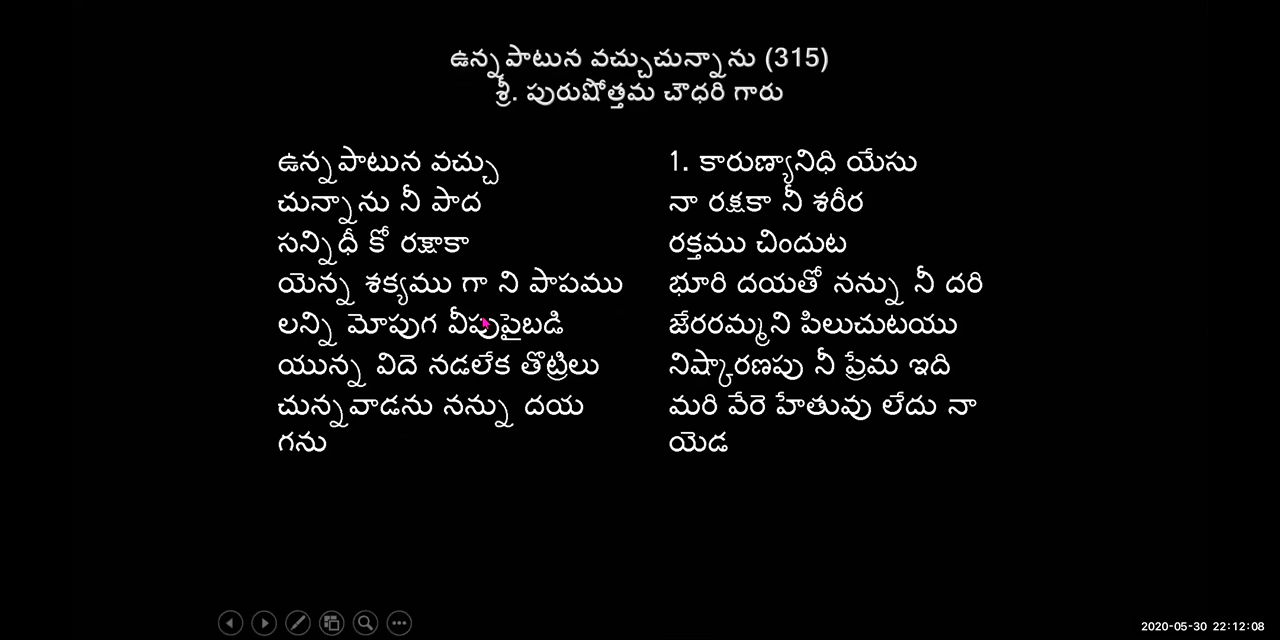 ఉన్నపాటున వచ్చుచున్నాను (315)
శ్రీ. పురుషోత్తమ చౌధరి గారు
ఉన్నపాటున వచ్చు
చున్నాను నీ పాద
సన్నిధీ కో రక్షాకా
యెన్న శక్యము గా ని పాపము
లన్ని మోపుగ వీపుపైబడి
యున్న విదె నడలేక తొట్రిలు
చున్నవాడను నన్ను దయ
గను
1. కారుణ్యానిధి యేసు
నా రక్షకా నీ శరీర
రక్తము చిందుట
భూరి దయతో నన్ను నీ దరి
జేరరమ్మని పిలుచుటయు
నిష్కారణపు నీ ప్రేమ ఇది
మరి వేరె హేతువు లేదు నా
యెడ
2020-05-30 22:12:08